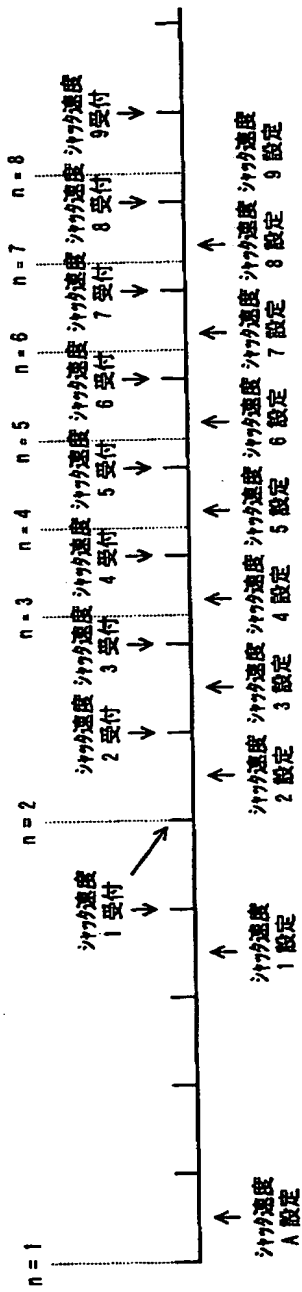 n = 1
n = 2
n = 3
n = 4
n = 5
n = 6
n = 7
n = 8
シャッタ速度
1 受付
シャッタ速度
2 受付
シャッタ速度
3 受付
シャッタ速度
4 受付
シャッタ速度
5 受付
シャッタ速度
6 受付
シャッタ速度
7 受付
シャッタ速度
8 受付
シャッタ速度
9受付
シャッタ速度
A 設定
シャッタ速度
1 設定
シャッタ速度
2 設定
シャッタ速度
3 設定
シャッタ速度
4 設定
シャッタ速度
5 設定
シャッタ速度
6 設定
シャッタ速度
7 設定
シャッタ速度
8 設定
シャッタ速度
9 設定